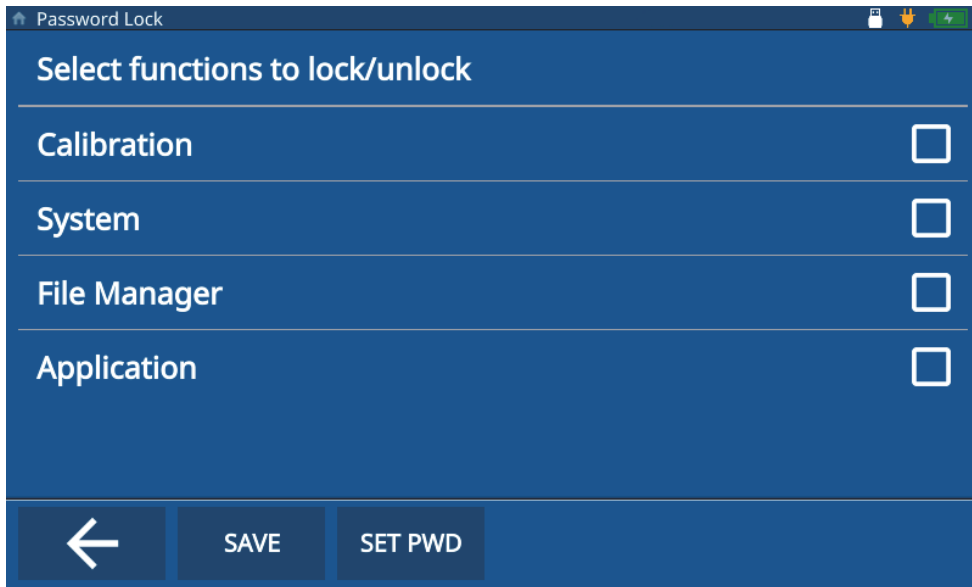 Password Lock
Select functions to lock/unlock
Calibration
System
File Manager
Application
SAVE SET PWD